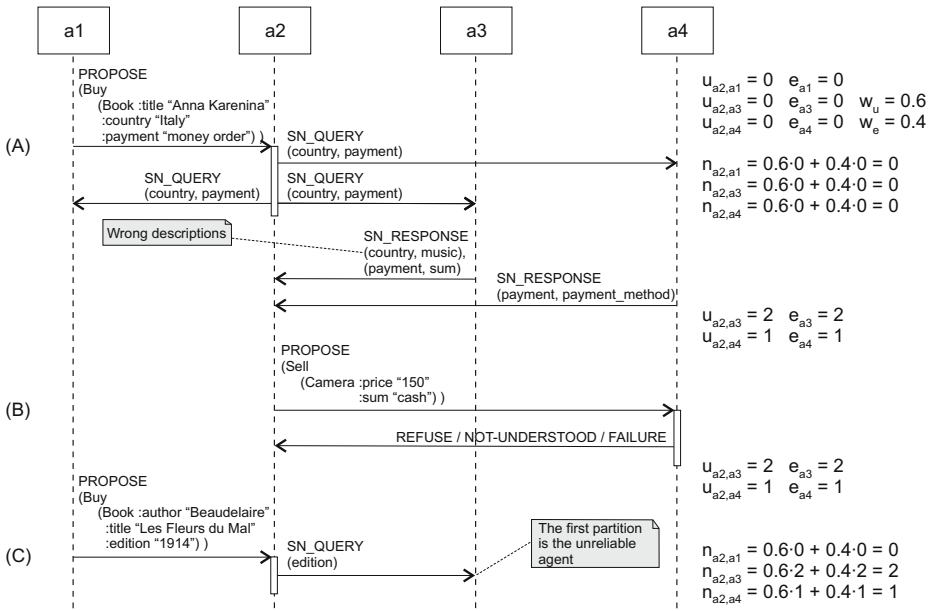 a1
a2
a3
a4
PROPOSE
(Buy
(Book :title “Anna Karenina”
:country “Italy”
:payment “money order”) )
u_{a2,a1} = 0 e_{a1} = 0
u_{a2,a3} = 0 e_{a3} = 0 w_u = 0.6
u_{a2,a4} = 0 e_{a4} = 0 w_e = 0.4
(A)
SN_QUERY
(country, payment)
SN_QUERY
(country, payment)
SN_QUERY
(country, payment)
n_{a2,a1} = 0.6·0 + 0.4·0 = 0
n_{a2,a3} = 0.6·0 + 0.4·0 = 0
n_{a2,a4} = 0.6·0 + 0.4·0 = 0
Wrong descriptions
SN_RESPONSE
(country, music),
(payment, sum)
SN_RESPONSE
(payment, payment_method)
u_{a2,a3} = 2 e_{a3} = 2
u_{a2,a4} = 1 e_{a4} = 1
PROPOSE
(Sell
(Camera :price “150”
:sum “cash”) )
(B)
REFUSE / NOT-UNDERSTOOD / FAILURE
u_{a2,a3} = 2 e_{a3} = 2
u_{a2,a4} = 1 e_{a4} = 1
PROPOSE
(Buy
(Book :author “Beaudelaire”
:title “Les Fleurs du Mal”
:edition “1914”) )
(C)
SN_QUERY
(edition)
The first partition
is the unreliable
agent
n_{a2,a1} = 0.6·0 + 0.4·0 = 0
n_{a2,a3} = 0.6·2 + 0.4·2 = 2
n_{a2,a4} = 0.6·1 + 0.4·1 = 1